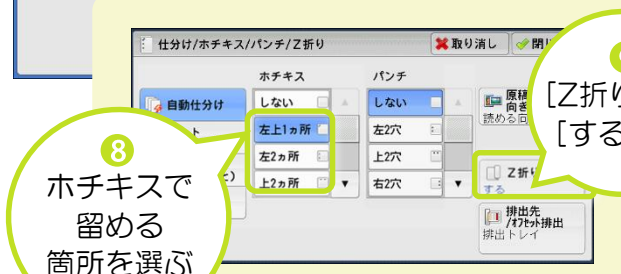 仕分け/ホチキス/パンチ/Z折り
取り消し
閉
ホチキス
パンチ
自動仕分け
しない
左上1ヵ所
左2ヵ所
上2ヵ所
しない
左2穴
上2穴
右2穴
原稿
向き
読める向
Z折り
する
排出先
/オフセット排出
排出トレイ
8
ホチキスで
留める
箇所を選ぶ
[Z折り
[する